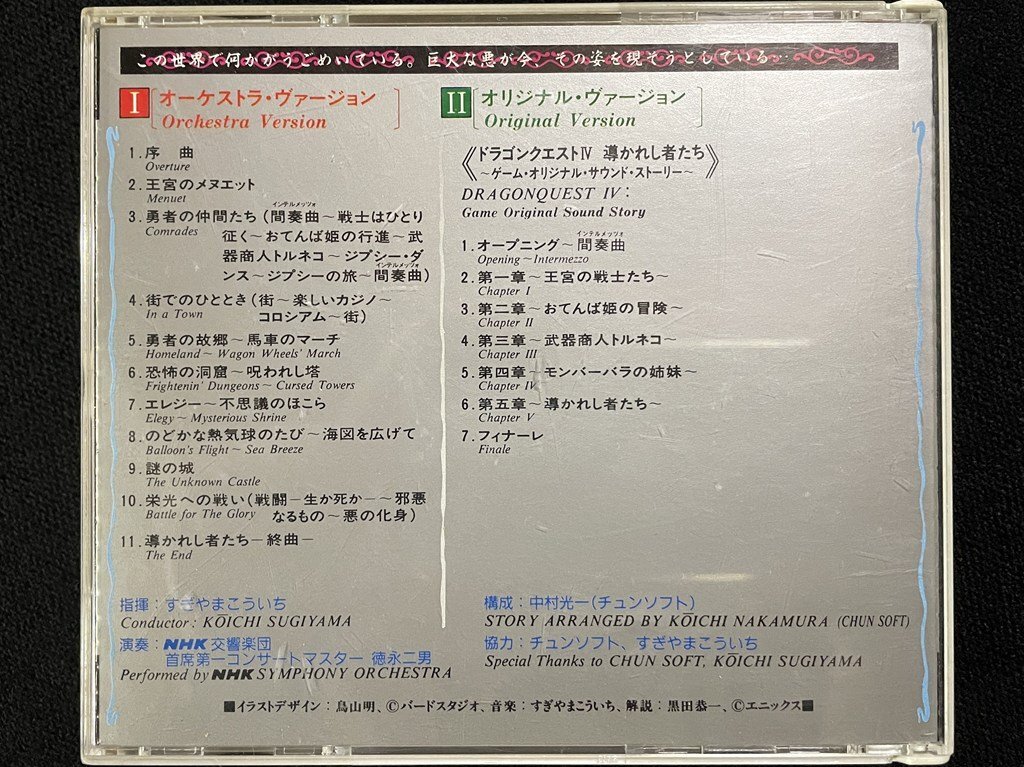 この世界で何かがうごめいている。巨大な悪が今、その姿を現そうとしている…
I オーケストラ・ヴァージョン
Orchestra Version
1. 序 曲
Overture
2. 王宮のメヌエット
Menuet
インテルメッツォ
3. 勇者の仲間たち(間奏曲～戦士はひとり
Comrades
征く～おてんば姫の行進～武
器商人トルネコ～ジプシー・ダ
インテルメッツォ
ンス～ジプシーの旅～間奏曲)
4. 街でのひととき(街～楽しいカジノ～
In a Town
コロシアム～街)
5. 勇者の故郷～馬車のマーチ
Homeland~Wagon Wheels' March
6. 恐怖の洞窟～呪われし塔
Frightenin' Dungeons~Cursed Towers
7. エレジー～不思議のほこら
Elegy~Mysterious Shrine
8. のどかな熱気球のたび～海図を広げて
Balloon's Flight~Sea Breeze
9. 謎の城
The Unknown Castle
10. 栄光への戦い(戦闘－生か死か－～邪悪
Battle for The Glory
なるもの～悪の化身)
11. 導かれし者たち－終曲－
The End
指揮：すぎやまこういち
Conductor: KŌICHI SUGIYAMA
演奏：NHK交響楽団
首席第一コンサートマスター 徳永二男
Performed by NHK SYMPHONY ORCHESTRA
II オリジナル・ヴァージョン
Original Version
《ドラゴンクエストⅣ 導かれし者たち
～ゲーム・オリジナル・サウンド・ストーリー～》
DRAGONQUEST IV:
Game Original Sound Story
インテルメッツォ
1. オープニング～間奏曲
Opening~Intermezzo
2. 第一章～王宮の戦士たち～
Chapter I
3. 第二章～おてんば姫の冒険～
Chapter II
4. 第三章～武器商人トルネコ～
Chapter III
5. 第四章～モンバーバラの姉妹～
Chapter IV
6. 第五章～導かれし者たち～
Chapter V
7. フィナーレ
Finale
構成：中村光一(チュンソフト)
STORY ARRANGED BY KŌICHI NAKAMURA (CHUN SOFT)
協力：チュンソフト、すぎやまこういち
Special Thanks to CHUN SOFT, KŌICHI SUGIYAMA
■イラストデザイン：鳥山明、©バードスタジオ、音楽：すぎやまこういち、解説：黒田恭一、©エニックス■